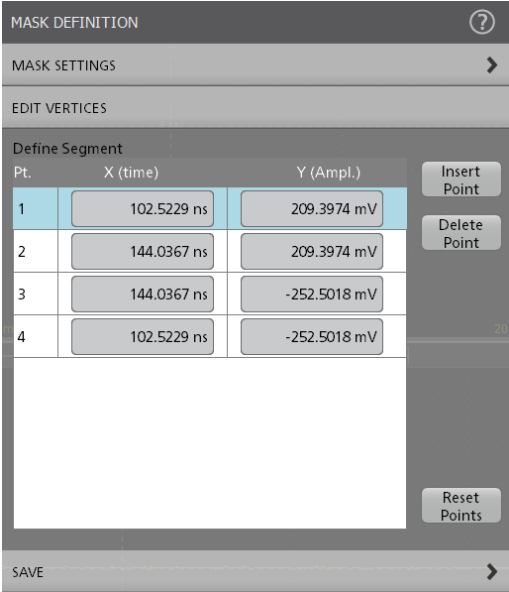 MASK DEFINITION ?
MASK SETTINGS
EDIT VERTICES
Define Segment
Pt. X (time) Y (Ampl.)
1 102.5229 ns 209.3974 mV
2 144.0367 ns 209.3974 mV
3 144.0367 ns -252.5018 mV
4 102.5229 ns -252.5018 mV
Insert
Point
Delete
Point
m
20
Reset
Points
SAVE